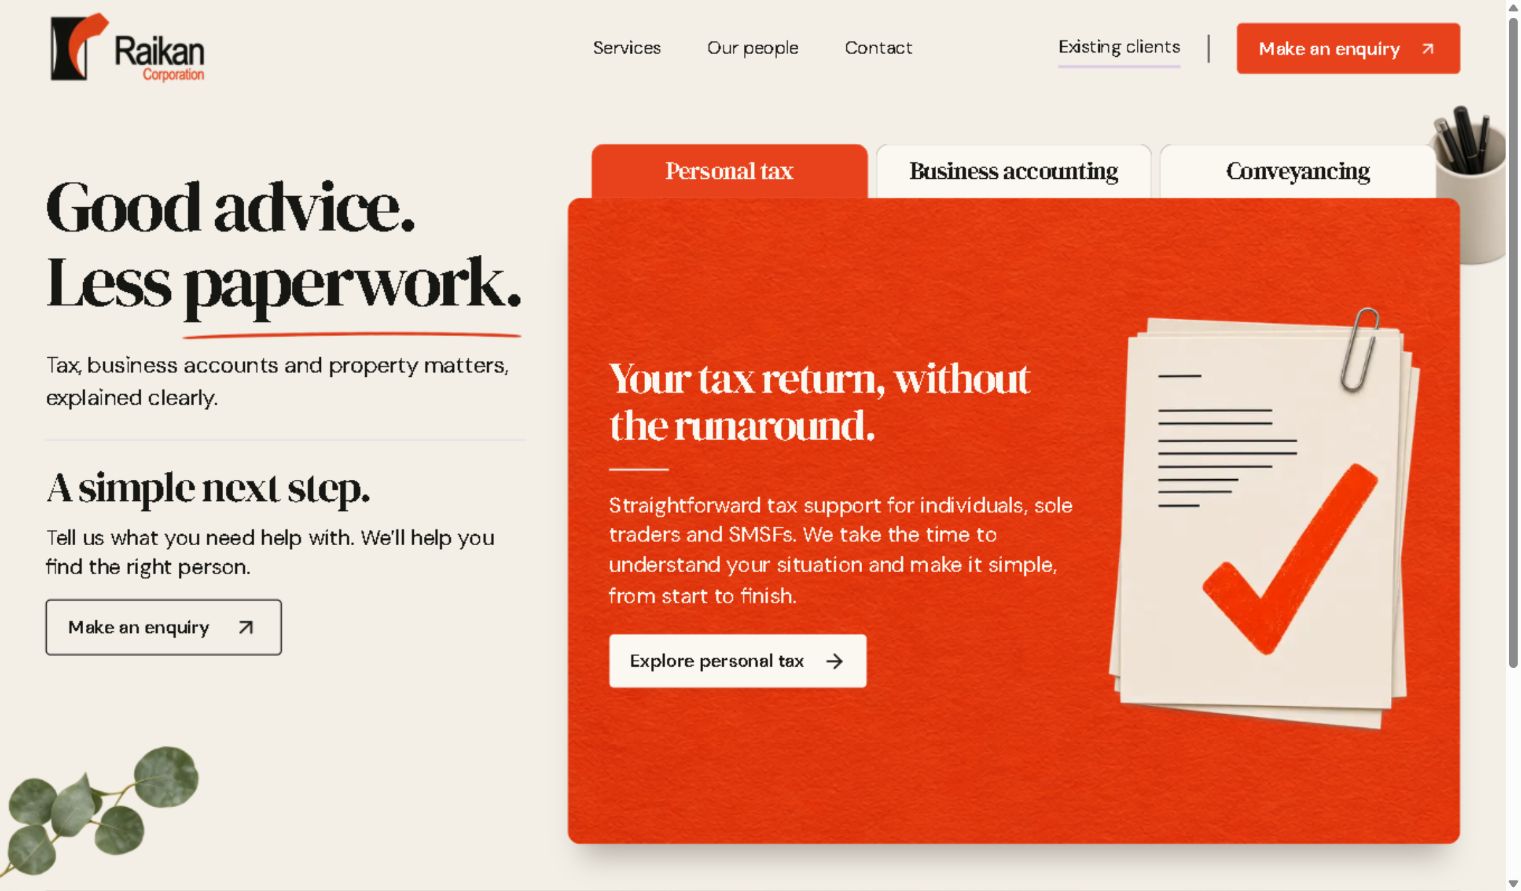 Raikan
Corporation
Services
Our people
Contact
Existing clients
Make an enquiry
Good advice.
Less paperwork.
Tax, business accounts and property matters,
explained clearly.
A simple next step.
Tell us what you need help with. We'll help you
find the right person.
Make an enquiry
Personal tax
Business accounting
Conveyancing
Your tax return, without
the runaround.
Straightforward tax support for individuals, sole
traders and SMSFs. We take the time to
understand your situation and make it simple,
from start to finish.
Explore personal tax